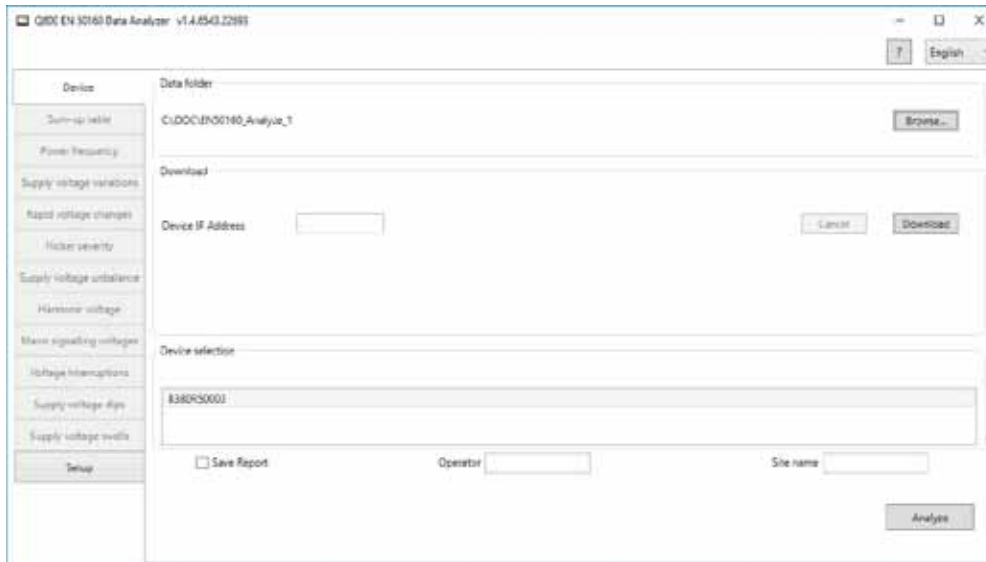 QEDC EN 50160 Data Analyzer v1.4.6543.22693
?
English
Device
Data folder
Sum-up table
C:\DOC\EN50160_Analyze_1
Browse...
Power frequency
Download
Supply voltage variations
Rapid voltage changes
Device IP Address
Cancel
Download
Flicker severity
Supply voltage unbalance
Harmonic voltage
Mains signalling voltages
Device selection
Voltage interruptions
Supply voltage dips
Supply voltage swells
Setup
Save Report
Operator
Site name
Analyze